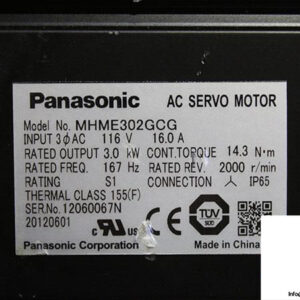 Panasonic AC SERVO MOTOR
Model No. MHME302GCG
INPUT 3ϕAC 116 V 16.0 A
RATED OUTPUT 3.0 kW CONT.TORQUE 14.3 N·m
RATED FREQ. 167 Hz RATED REV. 2000 r/min
RATING S1 CONNECTION IP65
THERMAL CLASS 155(F)
SER.No. 12060067N
20120601
TÜV
SUD
Panasonic Corporation Made in China